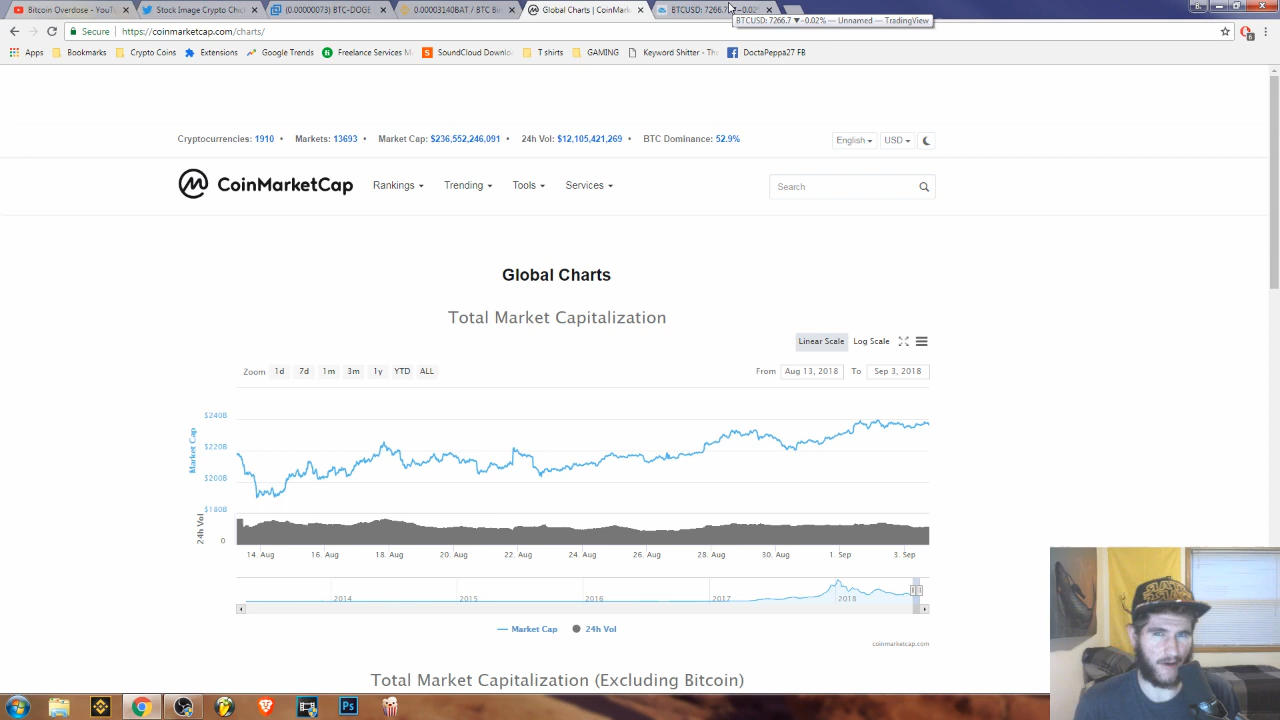 Bitcoin Overdose - YouT
Stock Image Crypto Chic
(0.00000073) BTC-DOGE
0.00003140BAT / BTC Bi
Global Charts | CoinMark
BTCUSD: 7266.7 ▼−0.02%
BTCUSD: 7266.7 ▼−0.02% — Unnamed — TradingView
Secure
https://coinmarketcap.com/charts/
Apps
Bookmarks
Crypto Coins
Extensions
Google Trends
Freelance Services M
SoundCloud Downlo
T shirts
GAMING
Keyword Shitter - The
DoctaPeppa27 FB
Cryptocurrencies: 1910 • Markets: 13693 • Market Cap: $236,552,246,091 • 24h Vol: $12,105,421,269 • BTC Dominance: 52.9%
English
USD
CoinMarketCap
Rankings
Trending
Tools
Services
Search
Global Charts
Total Market Capitalization
Linear Scale
Log Scale
Zoom 1d 7d 1m 3m 1y YTD ALL
From Aug 13, 2018 To Sep 3, 2018
$240B
$220B
$200B
$180B
0
Market Cap
24h Vol
14. Aug 16. Aug 18. Aug 20. Aug 22. Aug 24. Aug 26. Aug 28. Aug 30. Aug 1. Sep 3. Sep
2014 2015 2016 2017 2018
Market Cap
24h Vol
coinmarketcap.com
Total Market Capitalization (Excluding Bitcoin)
Ps